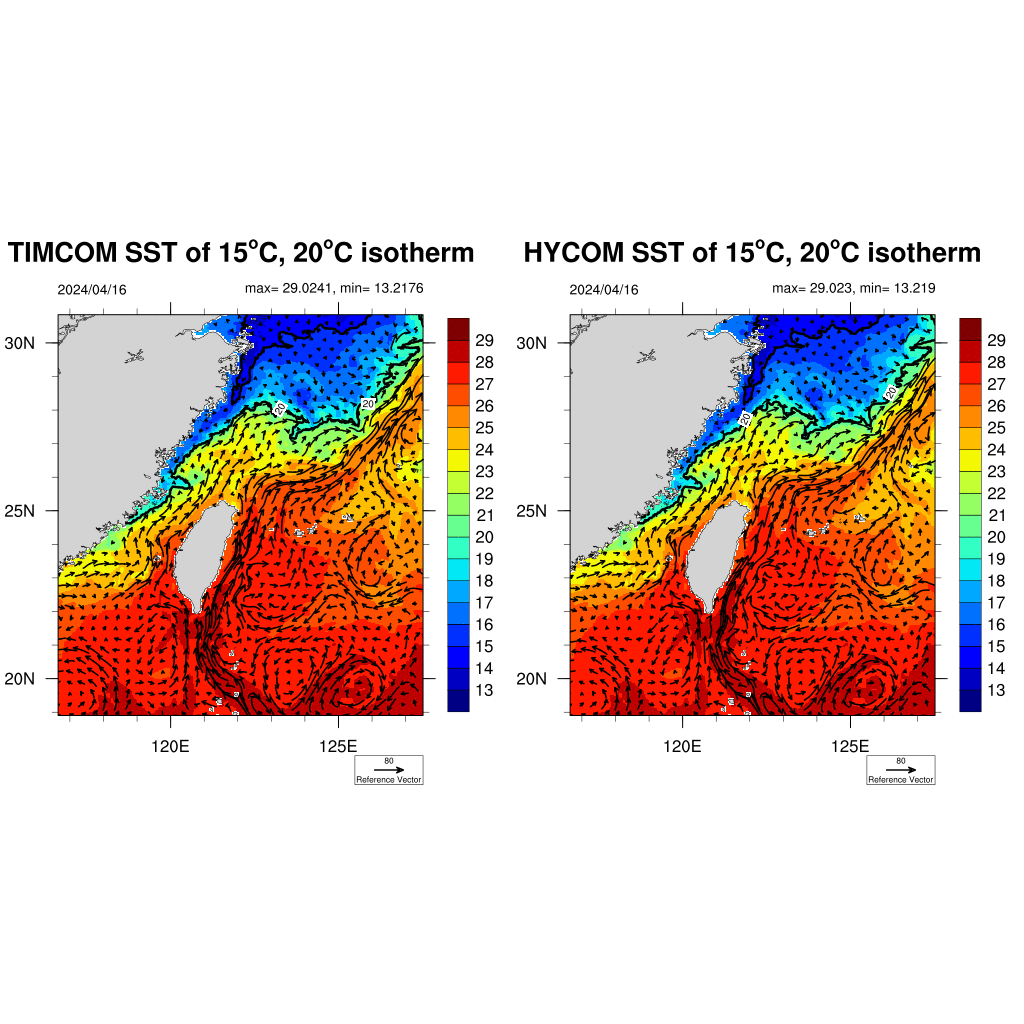 TIMCOM SST of 15°C, 20°C isotherm
2024/04/16
max= 29.0241, min= 13.2176
30N
25N
20N
120E
125E
20
20
29
28
27
26
25
24
23
22
21
20
19
18
17
16
15
14
13
80
Reference Vector
HYCOM SST of 15°C, 20°C isotherm
2024/04/16
max= 29.023, min= 13.219
30N
25N
20N
120E
125E
20
20
29
28
27
26
25
24
23
22
21
20
19
18
17
16
15
14
13
80
Reference Vector